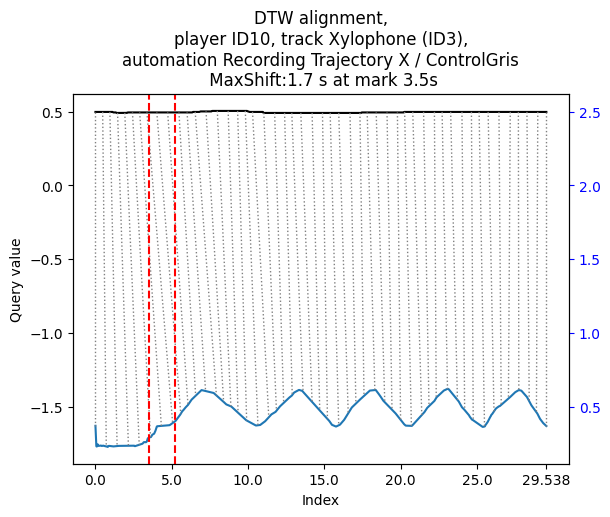 DTW alignment,
player ID10, track Xylophone (ID3),
automation Recording Trajectory X / ControlGris
MaxShift:1.7 s at mark 3.5s
0.5
0.0
−0.5
−1.0
−1.5
Query value
2.5
2.0
1.5
1.0
0.5
0.0 5.0 10.0 15.0 20.0 25.0 29.538
Index